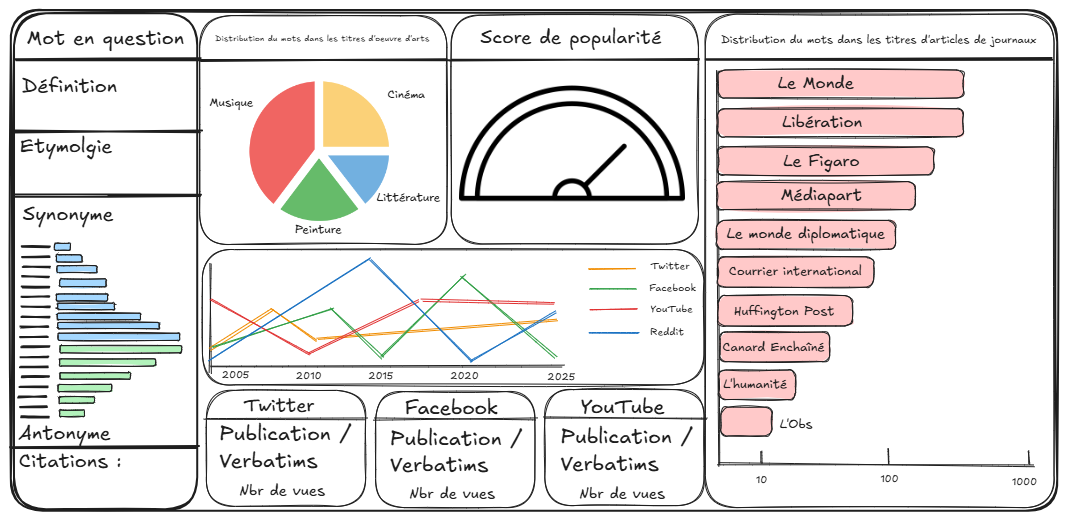 Mot en question
Définition
Etymolgie
Synonyme
Antonyme
Citations :
Distribution du mots dans les titres d'oeuvre d'arts
Musique
Cinéma
Littérature
Peinture
Score de popularité
Twitter
Facebook
YouTube
Reddit
2005 2010 2015 2020 2025
Twitter
Publication /
Verbatims
Nbr de vues
Facebook
Publication /
Verbatims
Nbr de vues
YouTube
Publication /
Verbatims
Nbr de vues
Distribution du mots dans les titres d'articles de journaux
Le Monde
Libération
Le Figaro
Médiapart
Le monde diplomatique
Courrier international
Huffington Post
Canard Enchaîné
L'humanité
L'Obs
10 100 1000